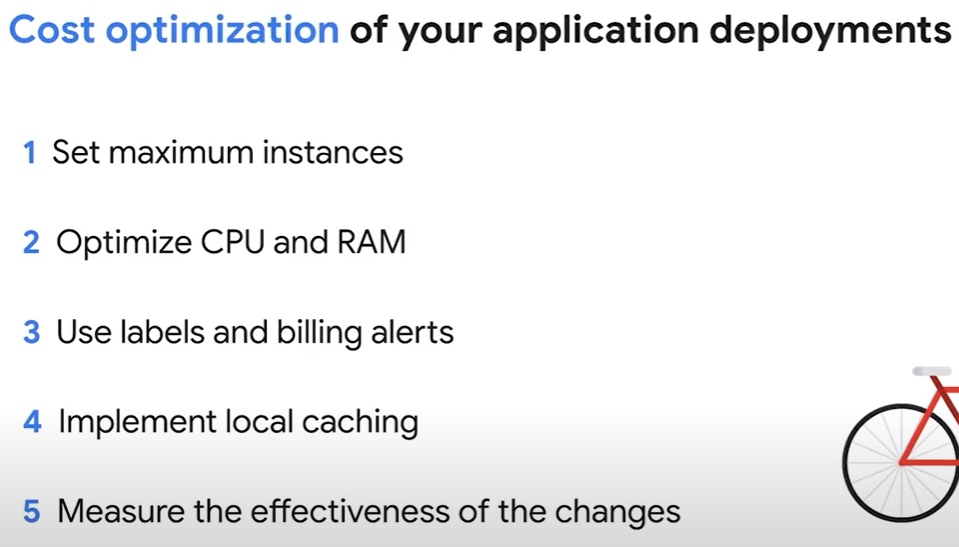 Cost optimization of your application deployments
1 Set maximum instances
2 Optimize CPU and RAM
3 Use labels and billing alerts
4 Implement local caching
5 Measure the effectiveness of the changes